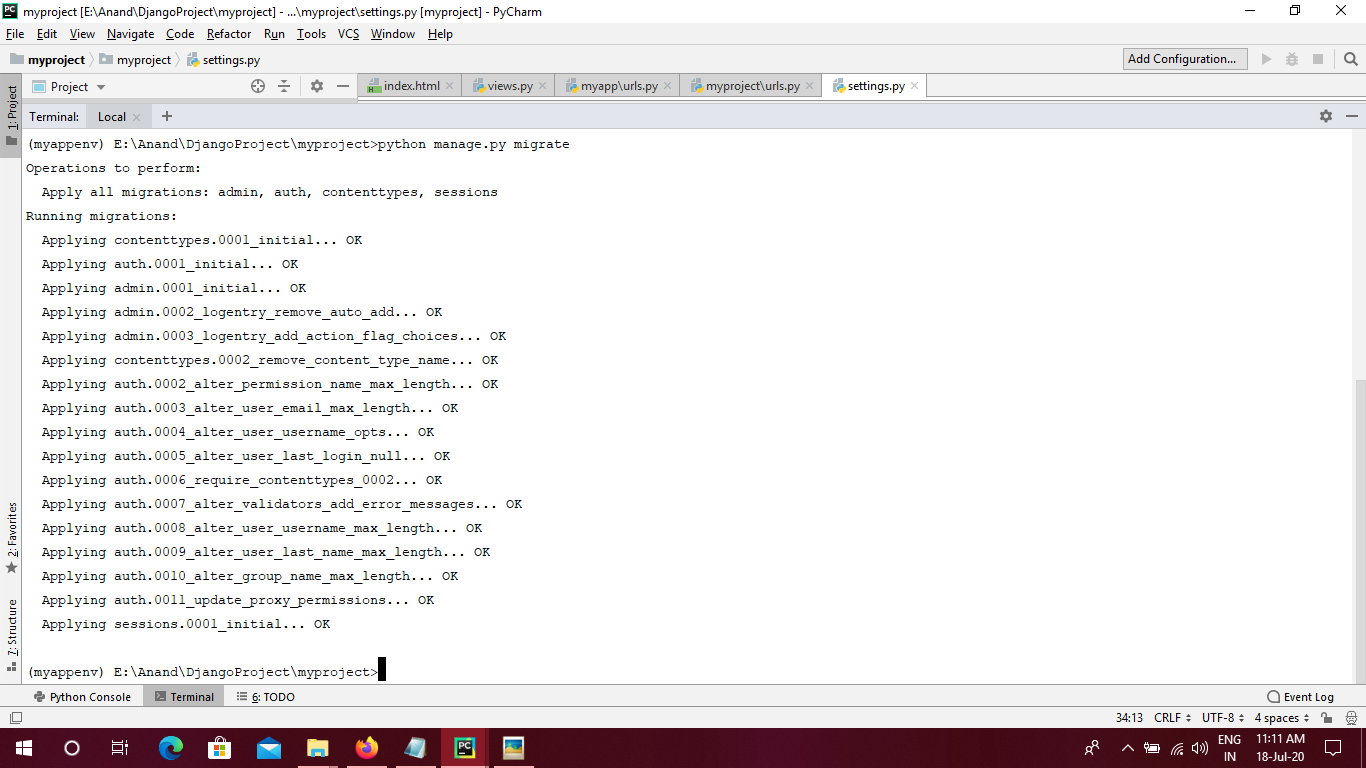 myproject [E:\Anand\DjangoProject\myproject] - ...\myproject\settings.py [myproject] - PyCharm
File Edit View Navigate Code Refactor Run Tools VCS Window Help
myproject myproject settings.py Add Configuration...
1: Project
Project index.html views.py myapp\urls.py myproject\urls.py settings.py
Terminal: Local +
(myappenv) E:\Anand\DjangoProject\myproject>python manage.py migrate
Operations to perform:
Apply all migrations: admin, auth, contenttypes, sessions
Running migrations:
Applying contenttypes.0001_initial... OK
Applying auth.0001_initial... OK
Applying admin.0001_initial... OK
Applying admin.0002_logentry_remove_auto_add... OK
Applying admin.0003_logentry_add_action_flag_choices... OK
Applying contenttypes.0002_remove_content_type_name... OK
Applying auth.0002_alter_permission_name_max_length... OK
Applying auth.0003_alter_user_email_max_length... OK
Applying auth.0004_alter_user_username_opts... OK
Applying auth.0005_alter_user_last_login_null... OK
Applying auth.0006_require_contenttypes_0002... OK
Applying auth.0007_alter_validators_add_error_messages... OK
Applying auth.0008_alter_user_username_max_length... OK
Applying auth.0009_alter_user_last_name_max_length... OK
Applying auth.0010_alter_group_name_max_length... OK
Applying auth.0011_update_proxy_permissions... OK
Applying sessions.0001_initial... OK
(myappenv) E:\Anand\DjangoProject\myproject>
2: Favorites
7: Structure
Python Console Terminal 6: TODO Event Log
34:13 CRLF UTF-8 4 spaces
ENG 11:11 AM
IN 18-Jul-20